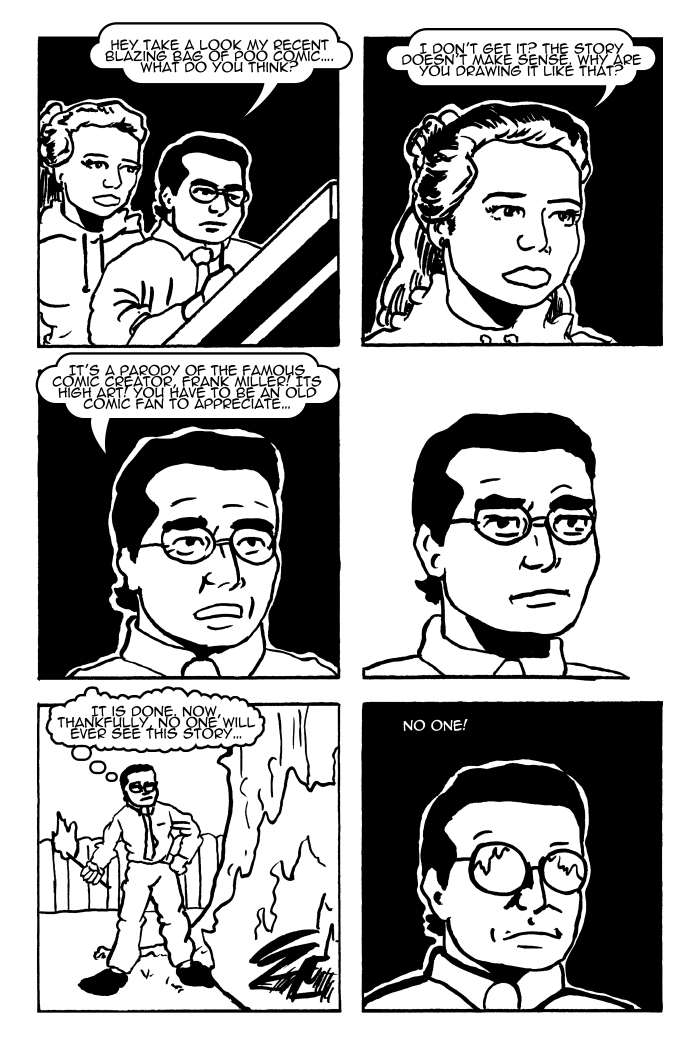 HEY TAKE A LOOK MY RECENT
BLAZING BAG OF POO COMIC....
WHAT DO YOU THINK?
I DON'T GET IT? THE STORY
DOESN'T MAKE SENSE, WHY ARE
YOU DRAWING IT LIKE THAT?
IT'S A PARODY OF THE FAMOUS
COMIC CREATOR, FRANK MILLER! ITS
HIGH ART! YOU HAVE TO BE AN OLD
COMIC FAN TO APPRECIATE...
IT IS DONE, NOW,
THANKFULLY, NO ONE WILL
EVER SEE THIS STORY...
NO ONE!